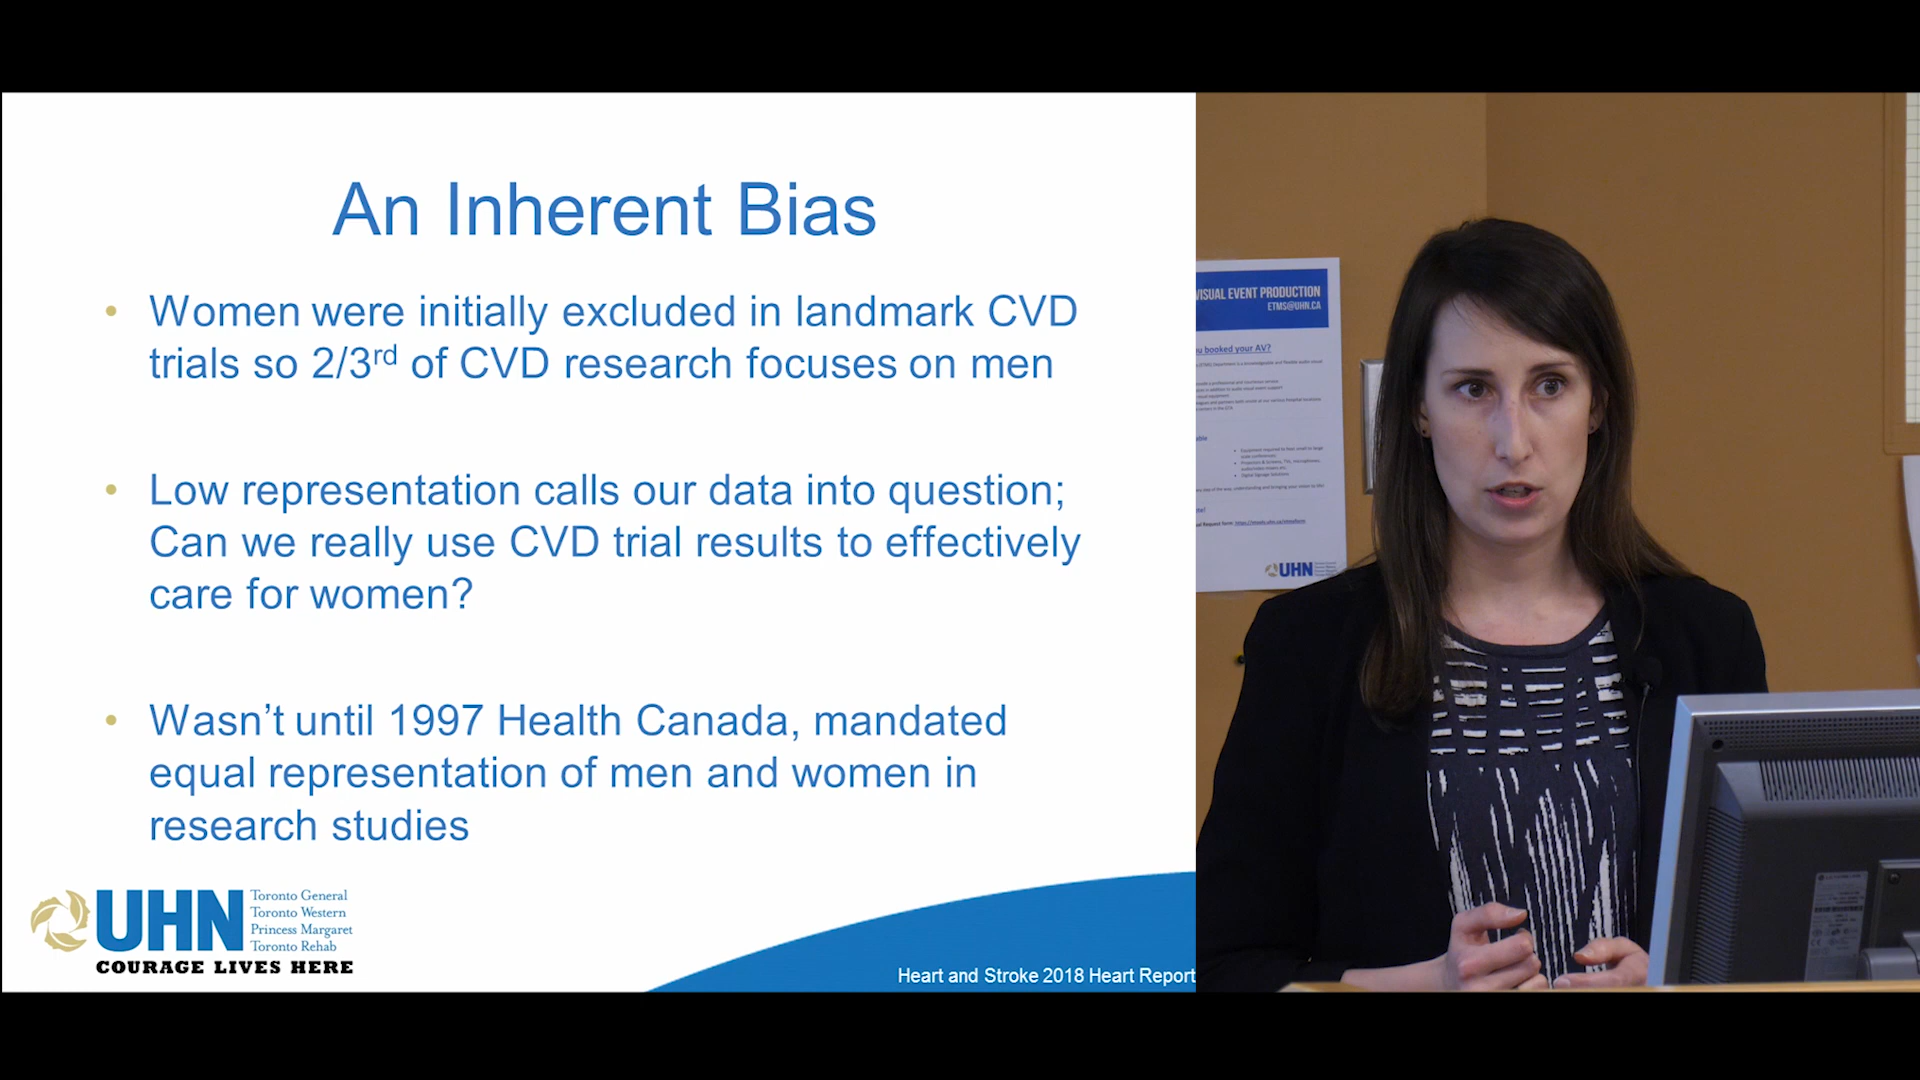 An Inherent Bias
• Women were initially excluded in landmark CVD
trials so 2/3rd of CVD research focuses on men
• Low representation calls our data into question;
Can we really use CVD trial results to effectively
care for women?
• Wasn't until 1997 Health Canada, mandated
equal representation of men and women in
research studies
UHN
Toronto General
Toronto Western
Princess Margaret
Toronto Rehab
COURAGE LIVES HERE
Heart and Stroke 2018 Heart Report
VISUAL EVENT PRODUCTION
ETMS@UHN.CA
booked your AV?
UHN